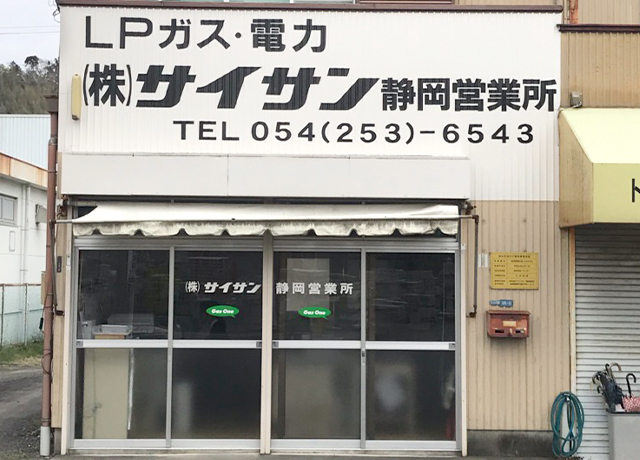 LPガス・電力
(株)サイサン 静岡営業所
TEL 054(253)-6543
(株)サイサン 静岡営業所
Gas One Gas One
ト